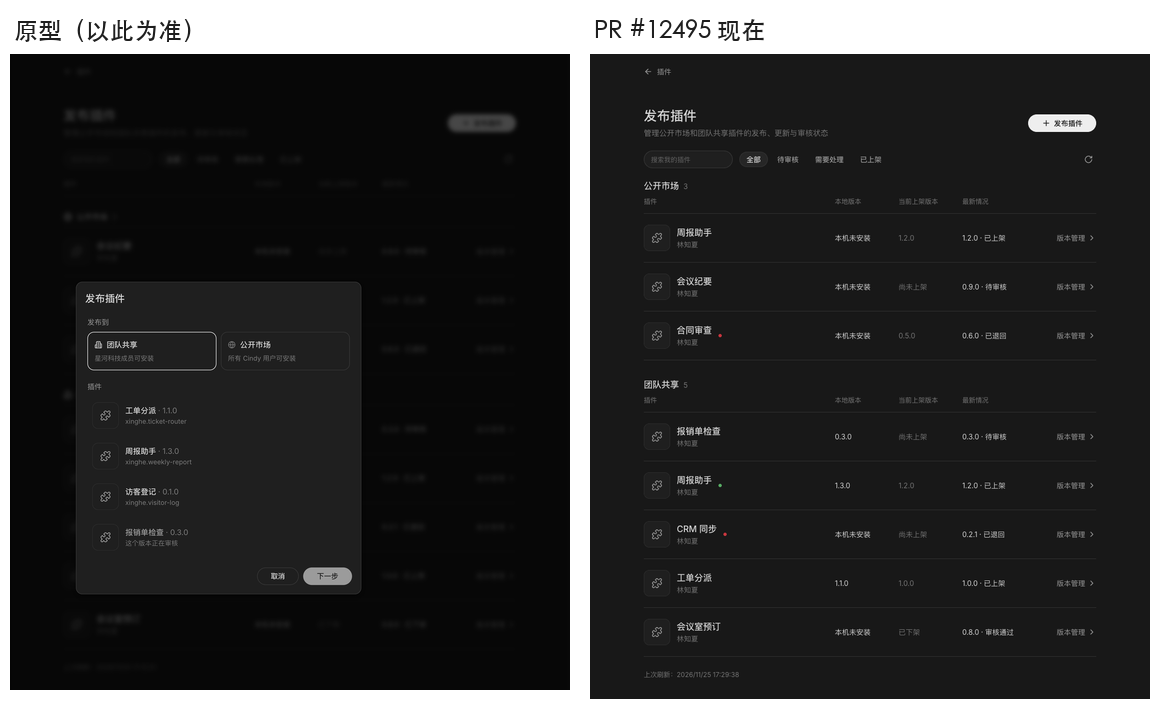 原型（以此为准）
发布插件
发布到
团队共享
星河科技成员可安装
公开市场
所有 Cindy 用户可安装
插件
工单分派 · 1.1.0
xinghe.ticket-router
周报助手 · 1.3.0
xinghe.weekly-report
访客登记 · 0.1.0
xinghe.visitor-log
报销单检查 · 0.3.0
这个版本正在审核
取消 下一步
PR #12495 现在
← 插件
发布插件
管理公开市场和团队共享插件的发布、更新与审核状态
+ 发布插件
搜索我的插件 全部 待审核 需要处理 已上架
公开市场 3
插件 本地版本 当前上架版本 最新情况
周报助手
林知夏
本机未安装 1.2.0 1.2.0 · 已上架 版本管理 >
会议纪要
林知夏
本机未安装 尚未上架 0.9.0 · 待审核 版本管理 >
合同审查
林知夏
本机未安装 0.5.0 0.6.0 · 已退回 版本管理 >
团队共享 5
插件 本地版本 当前上架版本 最新情况
报销单检查
林知夏
0.3.0 尚未上架 0.3.0 · 待审核 版本管理 >
周报助手
林知夏
1.3.0 1.2.0 1.2.0 · 已上架 版本管理 >
CRM 同步
林知夏
本机未安装 尚未上架 0.2.1 · 已退回 版本管理 >
工单分派
林知夏
1.1.0 1.0.0 1.0.0 · 已上架 版本管理 >
会议室预订
林知夏
本机未安装 已下架 0.8.0 · 审核通过 版本管理 >
上次刷新：2026/11/25 17:29:38